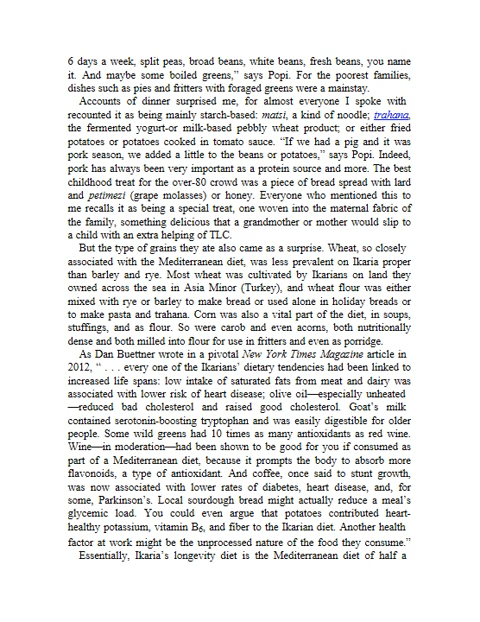 6 days a week, split peas, broad beans, white beans, fresh beans, you name
it. And maybe some boiled greens,” says Popi. For the poorest families,
dishes such as pies and fritters with foraged greens were a mainstay.
Accounts of dinner surprised me, for almost everyone I spoke with
recounted it as being mainly starch-based: matsi, a kind of noodle; trahana,
the fermented yogurt-or milk-based pebbly wheat product; or either fried
potatoes or potatoes cooked in tomato sauce. “If we had a pig and it was
pork season, we added a little to the beans or potatoes,” says Popi. Indeed,
pork has always been very important as a protein source and more. The best
childhood treat for the over-80 crowd was a piece of bread spread with lard
and petimezi (grape molasses) or honey. Everyone who mentioned this to
me recalls it as being a special treat, one woven into the maternal fabric of
the family, something delicious that a grandmother or mother would slip to
a child with an extra helping of TLC.
But the type of grains they ate also came as a surprise. Wheat, so closely
associated with the Mediterranean diet, was less prevalent on Ikaria proper
than barley and rye. Most wheat was cultivated by Ikarians on land they
owned across the sea in Asia Minor (Turkey), and wheat flour was either
mixed with rye or barley to make bread or used alone in holiday breads or
to make pasta and trahana. Corn was also a vital part of the diet, in soups,
stuffings, and as flour. So were carob and even acorns, both nutritionally
dense and both milled into flour for use in fritters and even as porridge.
As Dan Buettner wrote in a pivotal New York Times Magazine article in
2012, “ . . . every one of the Ikarians’ dietary tendencies had been linked to
increased life spans: low intake of saturated fats from meat and dairy was
associated with lower risk of heart disease; olive oil—especially unheated
—reduced bad cholesterol and raised good cholesterol. Goat’s milk
contained serotonin-boosting tryptophan and was easily digestible for older
people. Some wild greens had 10 times as many antioxidants as red wine.
Wine—in moderation—had been shown to be good for you if consumed as
part of a Mediterranean diet, because it prompts the body to absorb more
flavonoids, a type of antioxidant. And coffee, once said to stunt growth,
was now associated with lower rates of diabetes, heart disease, and, for
some, Parkinson’s. Local sourdough bread might actually reduce a meal’s
glycemic load. You could even argue that potatoes contributed heart-
healthy potassium, vitamin B6, and fiber to the Ikarian diet. Another health
factor at work might be the unprocessed nature of the food they consume.”
Essentially, Ikaria’s longevity diet is the Mediterranean diet of half a